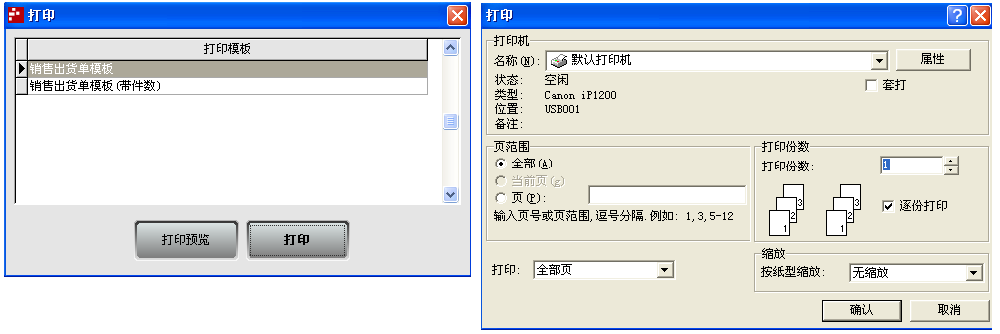 打印
打印模板
销售出货单模板
销售出货单模板(带件数)
打印预览
打印
打印
打印机
名称(N):
默认打印机
属性
状态:
空闲
套打
类型:
Canon iP1200
位置:
USB001
备注:
页范围
全部(A)
当前页(g)
页(P):
输入页号或页范围,逗号分隔.例如: 1,3,5-12
打印份数
打印份数:
1
3
2
1
3
2
1
逐份打印
打印:
全部页
缩放
按纸型缩放:
无缩放
确认
取消